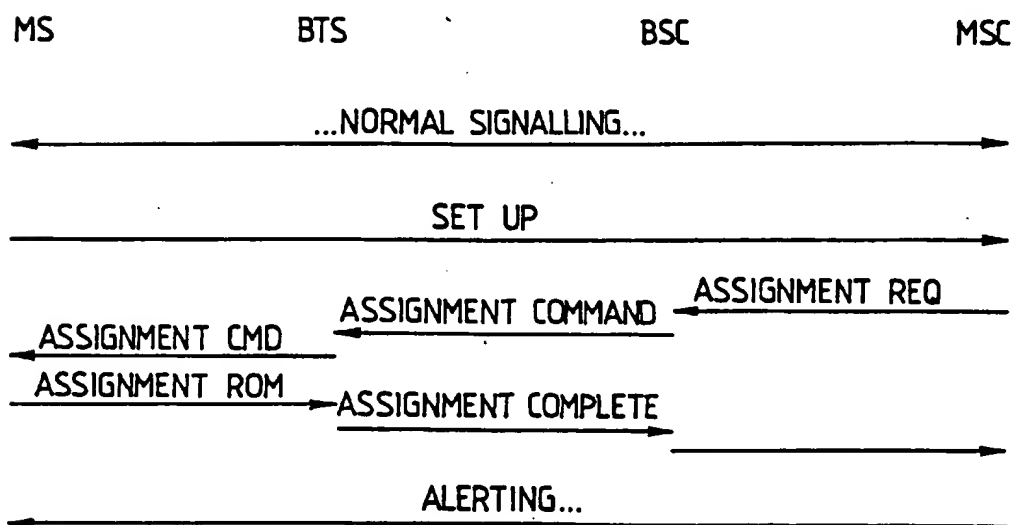 MS BTS BSC MSC
...NORMAL SIGNALLING...
SET UP
ASSIGNMENT REQ
ASSIGNMENT COMMAND
ASSIGNMENT CMD
ASSIGNMENT ROM
ASSIGNMENT COMPLETE
ALERTING...